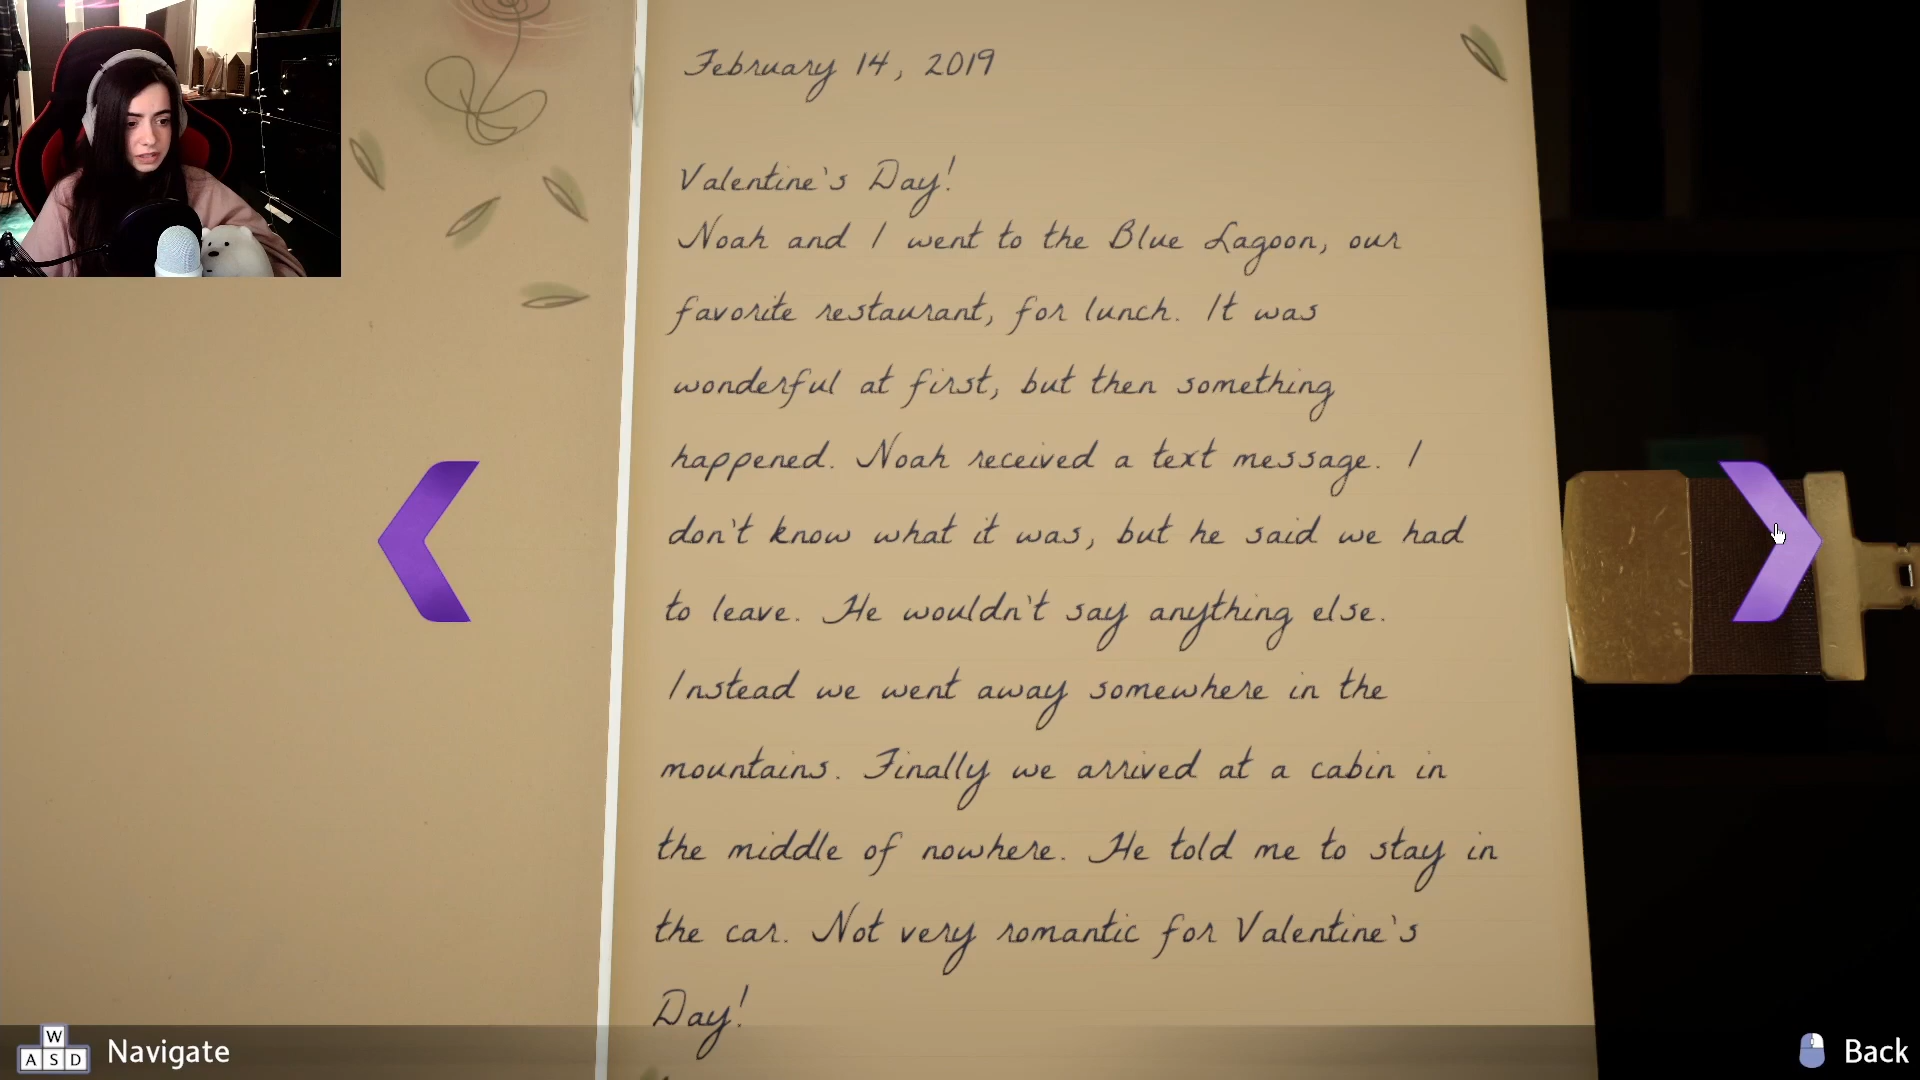 February 14, 2019
Valentine's Day!
Noah and I went to the Blue Lagoon, our
favorite restaurant, for lunch. It was
wonderful at first, but then something
happened. Noah received a text message. I
don't know what it was, but he said we had
to leave. He wouldn't say anything else.
Instead we went away somewhere in the
mountains. Finally we arrived at a cabin in
the middle of nowhere. He told me to stay in
the car. Not very romantic for Valentine's
Day!
W
A S D Navigate
Back